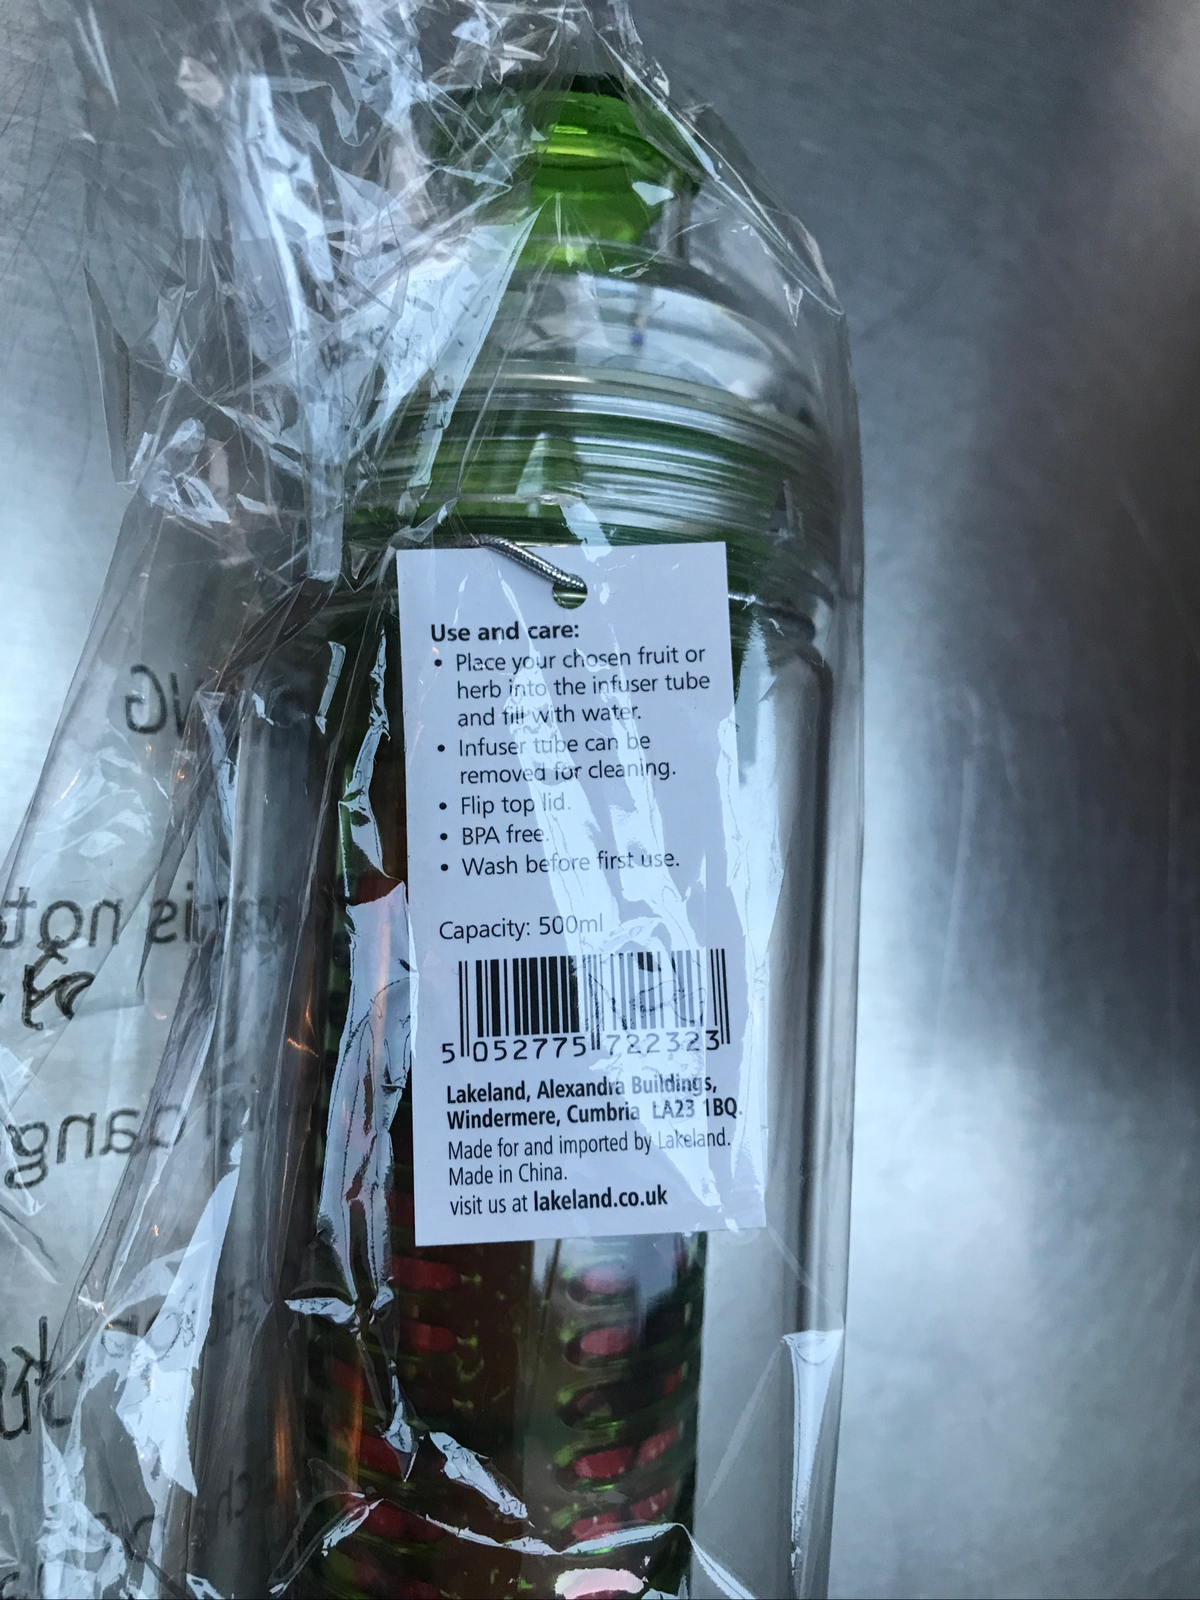 Use and care:
• Place your chosen fruit or
herb into the infuser tube
and fill with water.
• Infuser tube can be
removed for cleaning.
• Flip top lid.
• BPA free.
• Wash before first use.
Capacity: 500ml
5 052775 722323
Lakeland, Alexandra Buildings,
Windermere, Cumbria LA23 1BQ.
Made for and imported by Lakeland.
Made in China.
visit us at lakeland.co.uk
is not